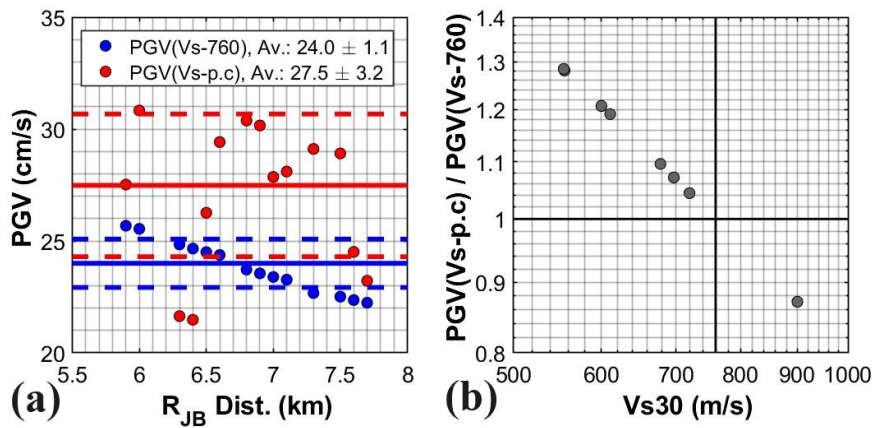 35
30
25
20
PGV (cm/s)
PGV(Vs-760), Av.: 24.0 ± 1.1
PGV(Vs-p.c), Av.: 27.5 ± 3.2
5.5 6 6.5 7 7.5 8
R_JB Dist. (km)
(a)
1.4
1.3
1.2
1.1
1
0.9
0.8
PGV(Vs-p.c) / PGV(Vs-760)
500 600 700 800 900 1000
Vs30 (m/s)
(b)